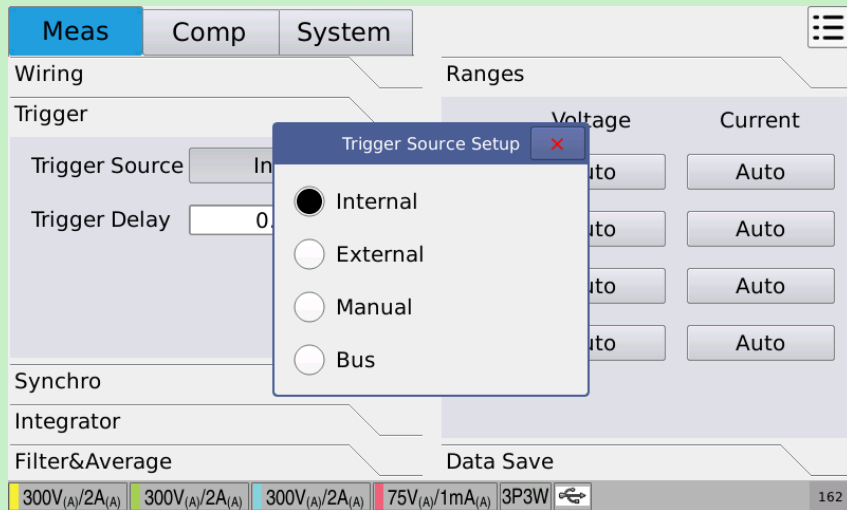 Meas Comp System
Wiring
Trigger
Trigger Source In
Trigger Delay 0.
Synchro
Integrator
Filter&Average
Ranges
Voltage Current
Auto
Auto
Auto
Auto
Data Save
Trigger Source Setup
Internal
External
Manual
Bus
300V(A)/2A(A) 300V(A)/2A(A) 300V(A)/2A(A) 75V(A)/1mA(A) 3P3W 162